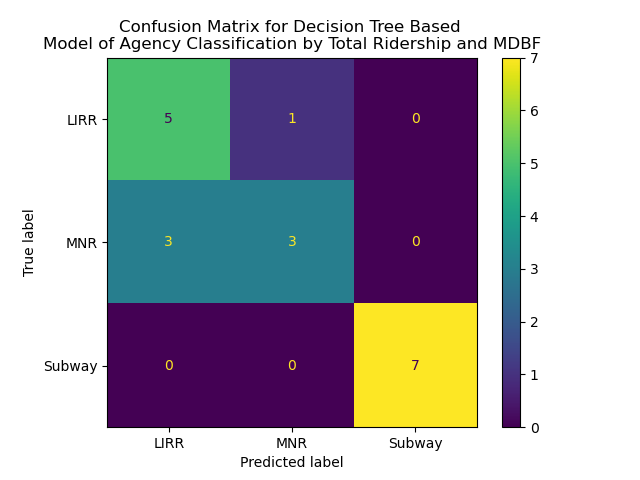 Confusion Matrix for Decision Tree Based
Model of Agency Classification by Total Ridership and MDBF
True label
LIRR
5
1
0
MNR
3
3
0
Subway
0
0
7
LIRR
MNR
Subway
Predicted label
7
6
5
4
3
2
1
0